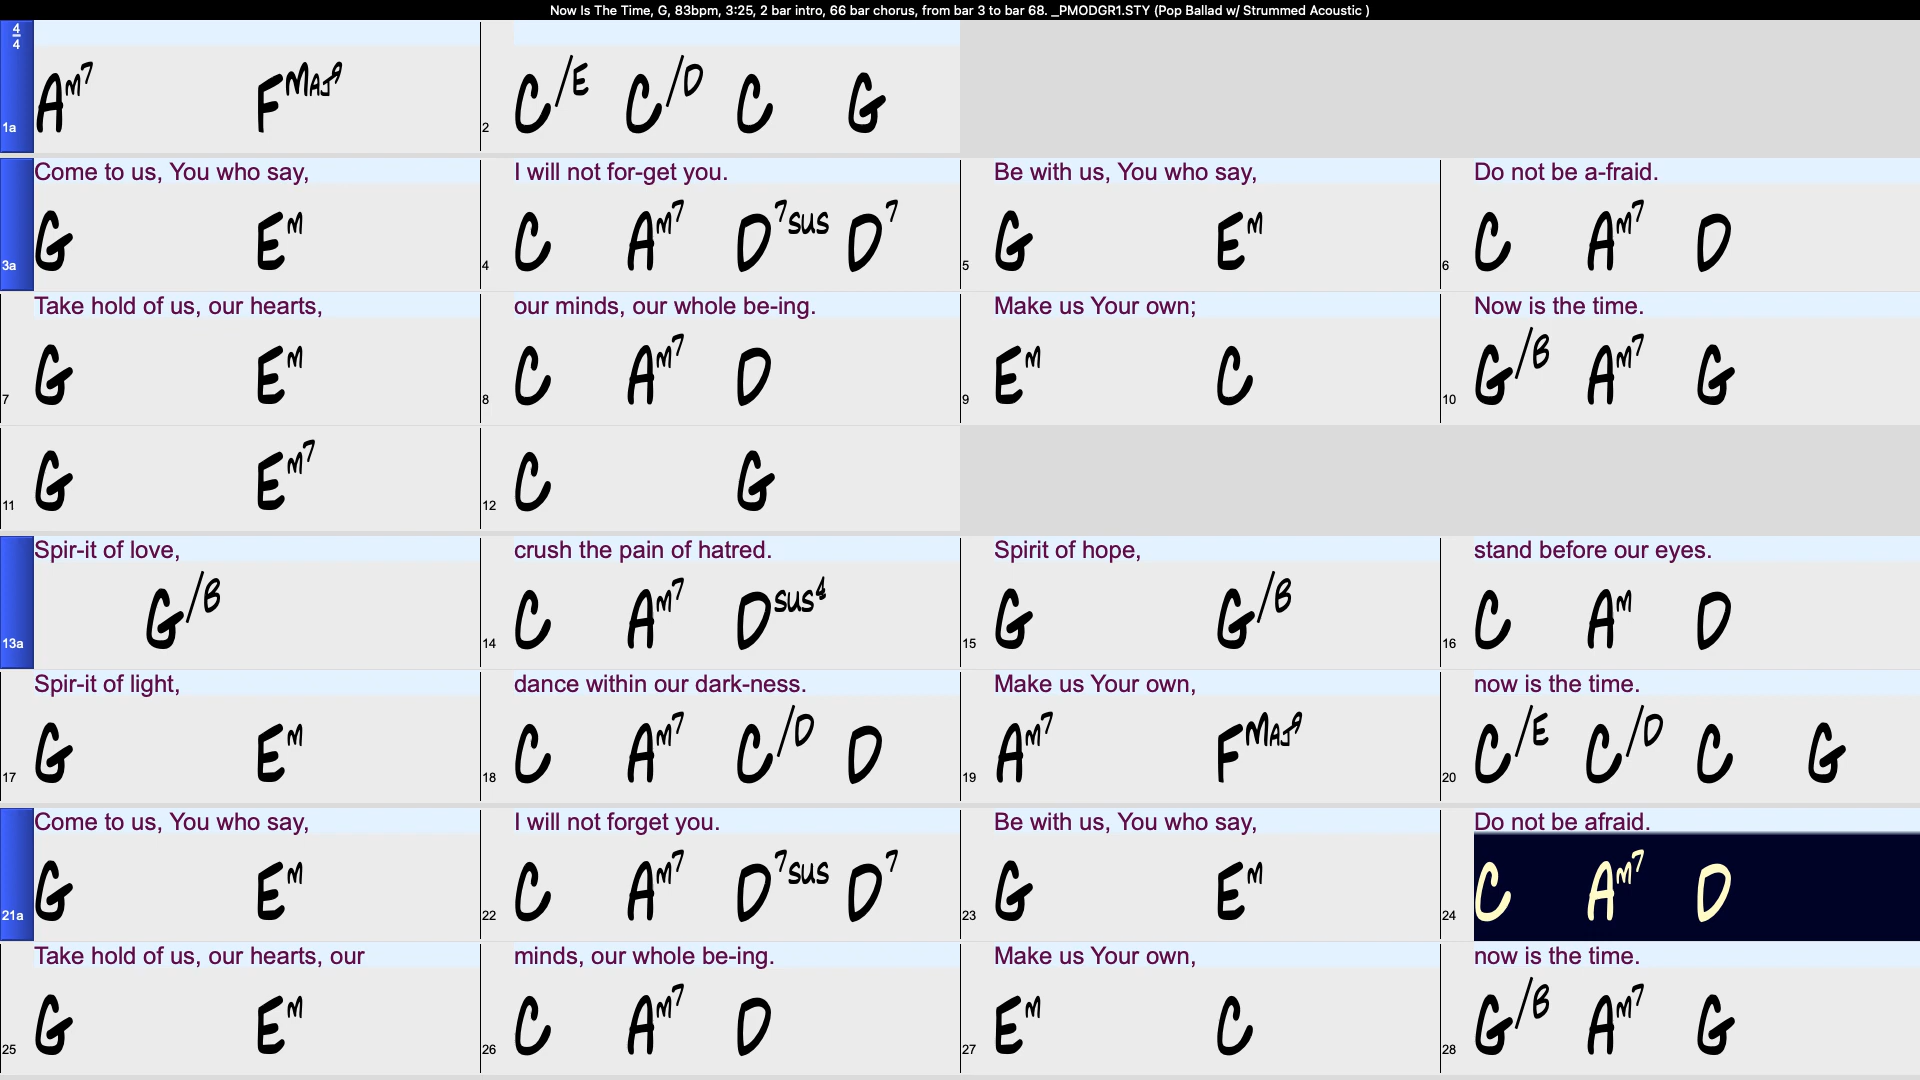 Now Is The Time, G, 83bpm, 3:25, 2 bar intro, 66 bar chorus, from bar 3 to bar 68. _PMODGR1.STY (Pop Ballad w/ Strummed Acoustic )
4
4
1a Am7 FMaj9 2 C/E C/D C G
Come to us, You who say, I will not for-get you. Be with us, You who say, Do not be a-fraid.
3a G Em 4 C Am7 D7sus D7 5 G Em 6 C Am7 D
Take hold of us, our hearts, our minds, our whole be-ing. Make us Your own; Now is the time.
7 G Em 8 C Am7 D 9 Em C 10 G/B Am7 G
11 G Em7 12 C G
Spir-it of love, crush the pain of hatred. Spirit of hope, stand before our eyes.
13a G/B 14 C Am7 Dsus4 15 G G/B 16 C Am D
Spir-it of light, dance within our dark-ness. Make us Your own, now is the time.
17 G Em 18 C Am7 C/D D 19 Am7 FMaj9 20 C/E C/D C G
Come to us, You who say, I will not forget you. Be with us, You who say, Do not be afraid.
21a G Em 22 C Am7 D7sus D7 23 G Em 24 C Am7 D
Take hold of us, our hearts, our minds, our whole be-ing. Make us Your own, now is the time.
25 G Em 26 C Am7 D 27 Em C 28 G/B Am7 G